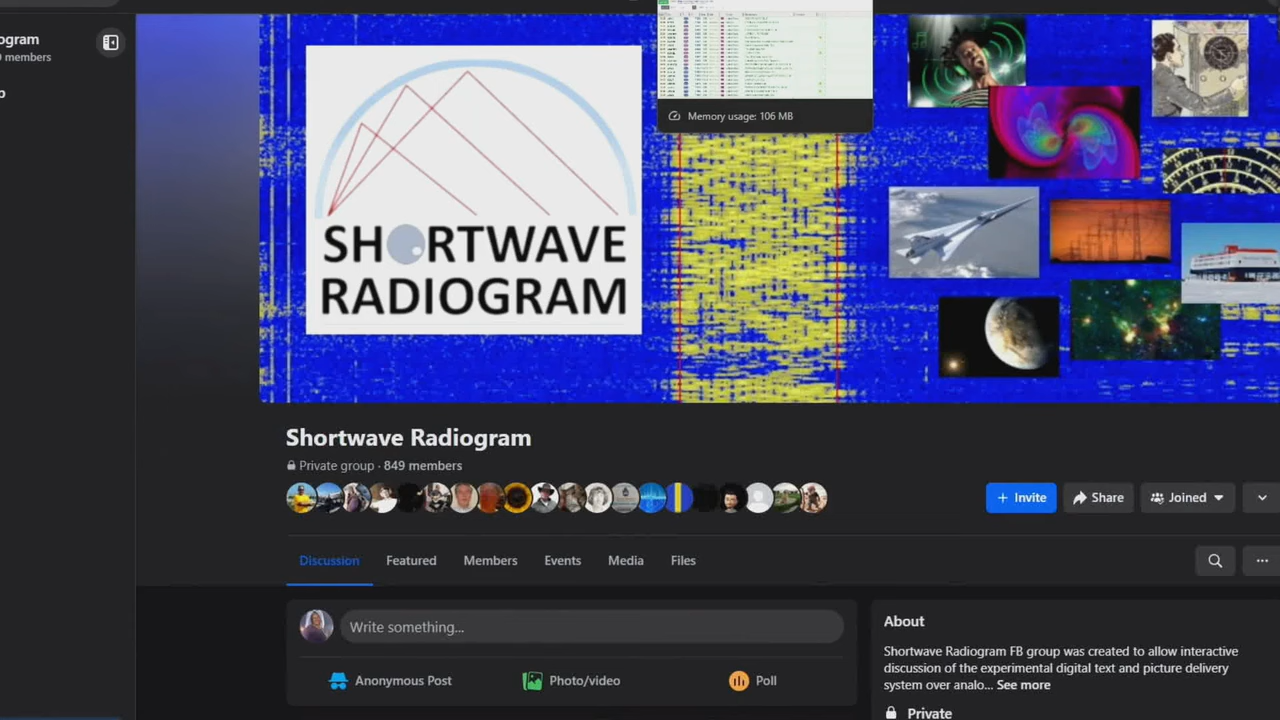 ogram
members
Memory usage: 106 MB
SHORTWAVE
RADIOGRAM
Shortwave Radiogram
Private group · 849 members
Invite
Share
Joined
Discussion
Featured
Members
Events
Media
Files
Write something...
Anonymous Post
Photo/video
Poll
About
Shortwave Radiogram FB group was created to allow interactive
discussion of the experimental digital text and picture delivery
system over analo... See more
Private